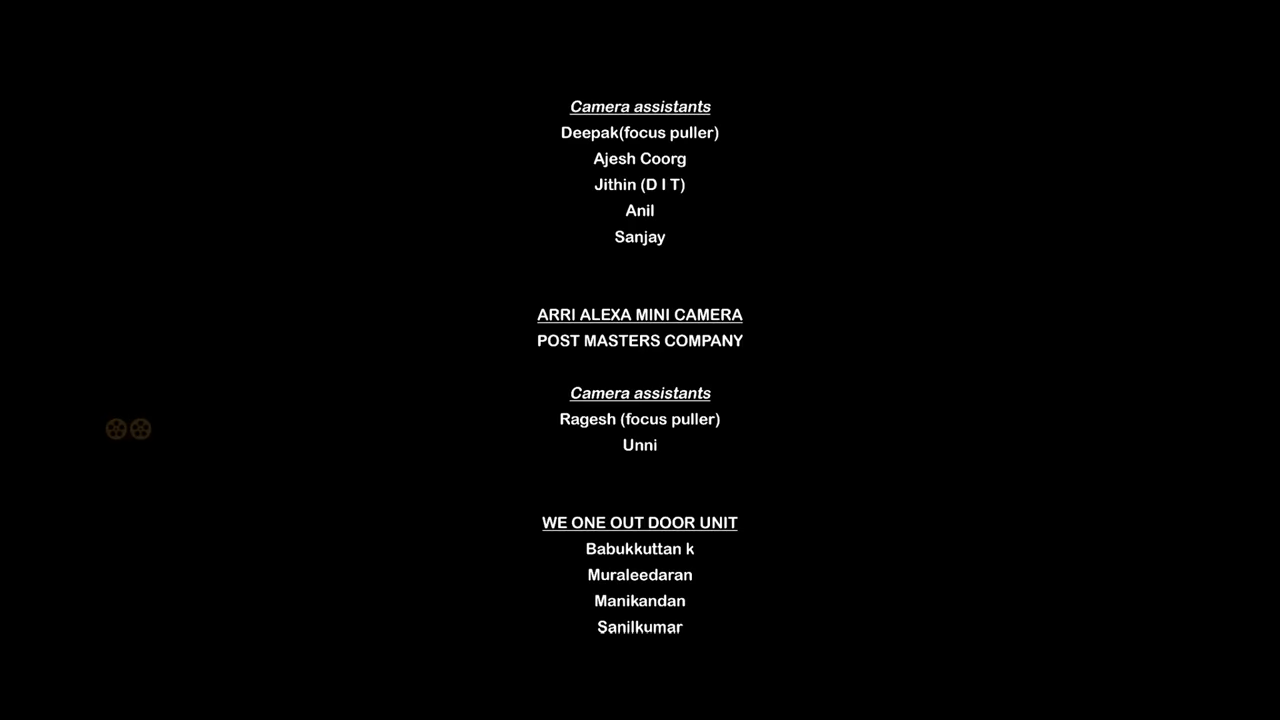 Camera assistants
Deepak(focus puller)
Ajesh Coorg
Jithin (D I T)
Anil
Sanjay
ARRI ALEXA MINI CAMERA
POST MASTERS COMPANY
Camera assistants
Ragesh (focus puller)
Unni
WE ONE OUT DOOR UNIT
Babukkuttan k
Muraleedaran
Manikandan
Sanilkumar